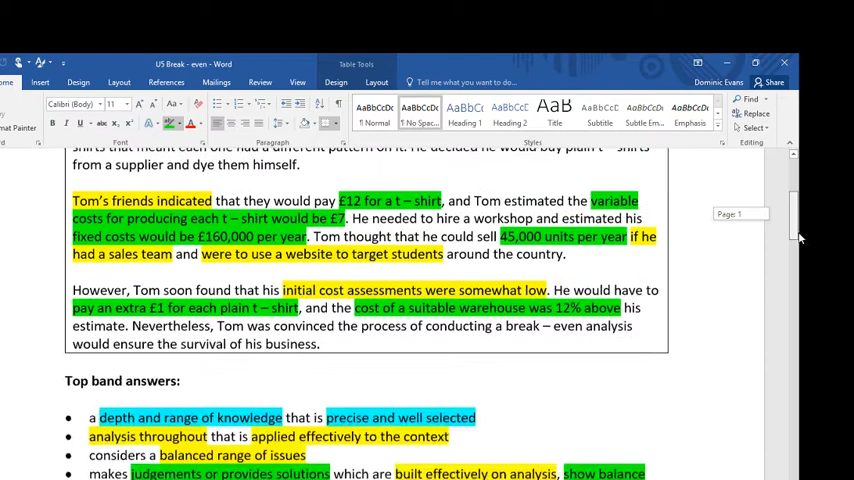 U5 Break - even - Word
Table Tools
ome Insert Design Layout References Mailings Review View Design Layout Tell me what you want to do...
Dominic Evans Share
Calibri (Body) 11 Aa
AaBbCcDc AaBbCcDc AaBbCc AaBbCcC AaB AaBbCcD AaBbCcDc
mat Painter
B I U abc x₂ x² A
¶ Normal ¶ No Spac... Heading 1 Heading 2 Title Subtitle Emphasis
Find
Replace
Select
Font Paragraph Styles Editing
shirts that meant each one had a different pattern on it. He decided he would buy plain t – shirts
from a supplier and dye them himself.
Tom's friends indicated that they would pay £12 for a t – shirt, and Tom estimated the variable
costs for producing each t – shirt would be £7. He needed to hire a workshop and estimated his
fixed costs would be £160,000 per year. Tom thought that he could sell 45,000 units per year if he
had a sales team and were to use a website to target students around the country.
Page: 1
However, Tom soon found that his initial cost assessments were somewhat low. He would have to
pay an extra £1 for each plain t – shirt, and the cost of a suitable warehouse was 12% above his
estimate. Nevertheless, Tom was convinced the process of conducting a break – even analysis
would ensure the survival of his business.
Top band answers:
• a depth and range of knowledge that is precise and well selected
• analysis throughout that is applied effectively to the context
• considers a balanced range of issues
• makes judgements or provides solutions which are built effectively on analysis, show balance